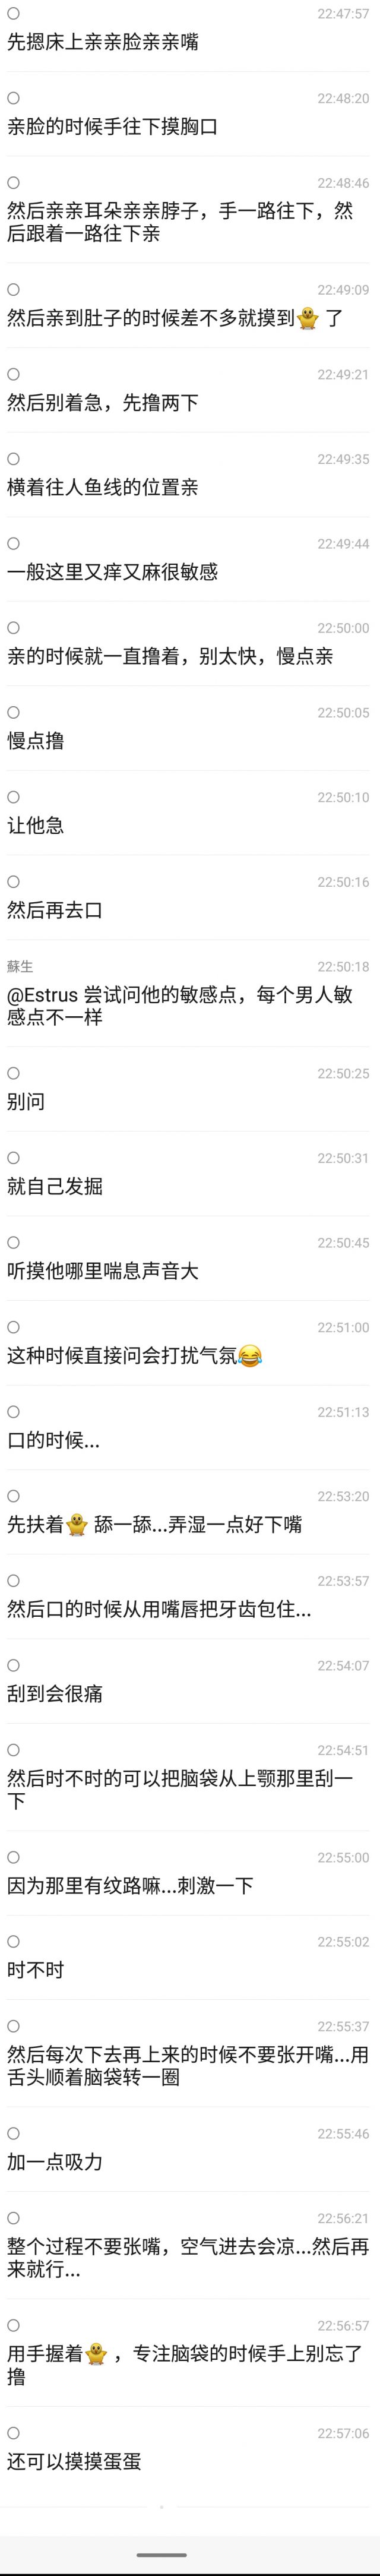 ○ 22:47:57
先摁床上亲亲脸亲亲嘴
○ 22:48:20
亲脸的时候手往下摸胸口
○ 22:48:46
然后亲亲耳朵亲亲脖子，手一路往下，然
后跟着一路往下亲
○ 22:49:09
然后亲到肚子的时候差不多就摸到🐥 了
○ 22:49:21
然后别着急，先撸两下
○ 22:49:35
横着往人鱼线的位置亲
○ 22:49:44
一般这里又痒又麻很敏感
○ 22:50:00
亲的时候就一直撸着，别太快，慢点亲
○ 22:50:05
慢点撸
○ 22:50:10
让他急
○ 22:50:16
然后再去口
蘇生 22:50:18
@Estrus 尝试问他的敏感点，每个男人敏
感点不一样
○ 22:50:25
别问
○ 22:50:31
就自己发掘
○ 22:50:45
听摸他哪里喘息声音大
○ 22:51:00
这种时候直接问会打扰气氛😂
○ 22:51:13
口的时候...
○ 22:53:20
先扶着🐥 舔一舔...弄湿一点好下嘴
○ 22:53:57
然后口的时候从用嘴唇把牙齿包住...
○ 22:54:07
刮到会很痛
○ 22:54:51
然后时不时的可以把脑袋从上颚那里刮一
下
○ 22:55:00
因为那里有纹路嘛...刺激一下
○ 22:55:02
时不时
○ 22:55:37
然后每次下去再上来的时候不要张开嘴...用
舌头顺着脑袋转一圈
○ 22:55:46
加一点吸力
○ 22:56:21
整个过程不要张嘴，空气进去会凉...然后再
来就行...
○ 22:56:57
用手握着🐥 ，专注脑袋的时候手上别忘了
撸
○ 22:57:06
还可以摸摸蛋蛋